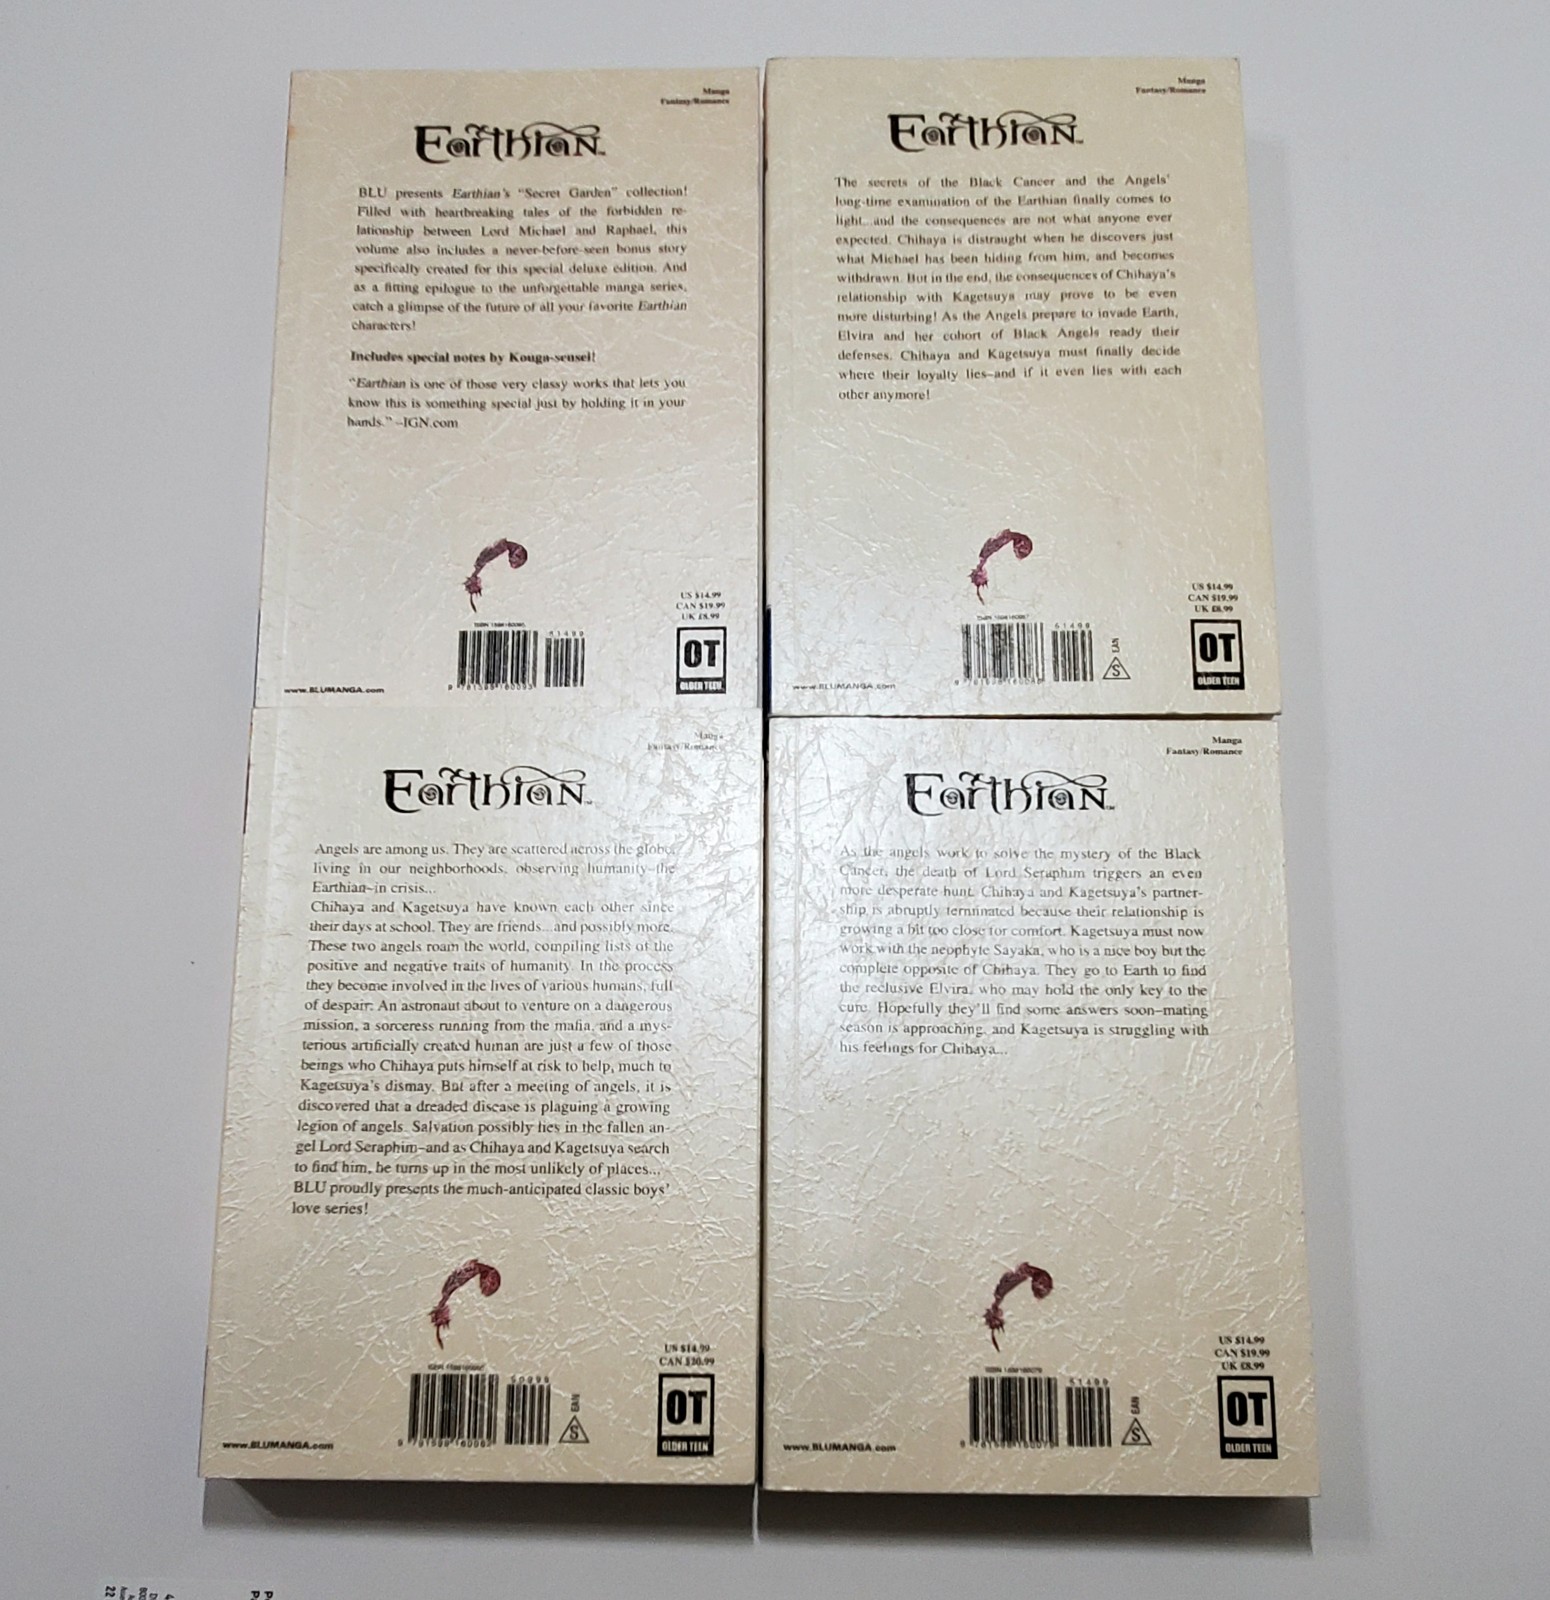 Manga
Fantasy/Romance
Earthian™
BLU presents Earthian's "Secret Garden" collection!
Filled with heartbreaking tales of the forbidden re-
lationship between Lord Michael and Raphael, this
volume also includes a never-before-seen bonus story
specifically created for this special deluxe edition. And
as a fitting epilogue to the unforgettable manga series,
catch a glimpse of the future of all your favorite Earthian
characters!
Includes special notes by Kouga-sensei!
"Earthian is one of those very classy works that lets you
know this is something special just by holding it in your
hands." –IGN.com
US $14.99
CAN $19.99
UK £8.99
51499
OT
OLDER TEEN
www.BLUMANGA.com
Manga
Fantasy/Romance
Earthian™
The secrets of the Black Cancer and the Angels'
long-time examination of the Earthian finally comes to
light...and the consequences are not what anyone ever
expected. Chihaya is distraught when he discovers just
what Michael has been hiding from him, and becomes
withdrawn. But in the end, the consequences of Chihaya's
relationship with Kagetsuya may prove to be even
more disturbing! As the Angels prepare to invade Earth,
Elvira and her cohort of Black Angels ready their
defenses. Chihaya and Kagetsuya must finally decide
where their loyalty lies–and if it even lies with each
other anymore!
US $14.99
CAN $19.99
UK £8.99
51499
EAN
S
OT
OLDER TEEN
www.BLUMANGA.com
Manga
Fantasy/Romance
Earthian™
Angels are among us. They are scattered across the globe,
living in our neighborhoods, observing humanity–the
Earthian–in crisis...
Chihaya and Kagetsuya have known each other since
their days at school. They are friends...and possibly more.
These two angels roam the world, compiling lists of the
positive and negative traits of humanity. In the process
they become involved in the lives of various humans, full
of despair: An astronaut about to venture on a dangerous
mission, a sorceress running from the mafia, and a mys-
terious artificially created human are just a few of those
beings who Chihaya puts himself at risk to help, much to
Kagetsuya's dismay. But after a meeting of angels, it is
discovered that a dreaded disease is plaguing a growing
legion of angels. Salvation possibly lies in the fallen an-
gel Lord Seraphim–and as Chihaya and Kagetsuya search
to find him, he turns up in the most unlikely of places...
BLU proudly presents the much-anticipated classic boys'
love series!
US $14.99
CAN $20.99
50999
EAN
S
OT
OLDER TEEN
www.BLUMANGA.com
Manga
Fantasy/Romance
Earthian™
As the angels work to solve the mystery of the Black
Cancer, the death of Lord Seraphim triggers an even
more desperate hunt. Chihaya and Kagetsuya's partner-
ship is abruptly terminated because their relationship is
growing a bit too close for comfort. Kagetsuya must now
work with the neophyte Sayaka, who is a nice boy but the
complete opposite of Chihaya. They go to Earth to find
the reclusive Elvira, who may hold the only key to the
cure. Hopefully they'll find some answers soon–mating
season is approaching, and Kagetsuya is struggling with
his feelings for Chihaya...
US $14.99
CAN $19.99
UK £8.99
51499
EAN
S
OT
OLDER TEEN
www.BLUMANGA.com
22